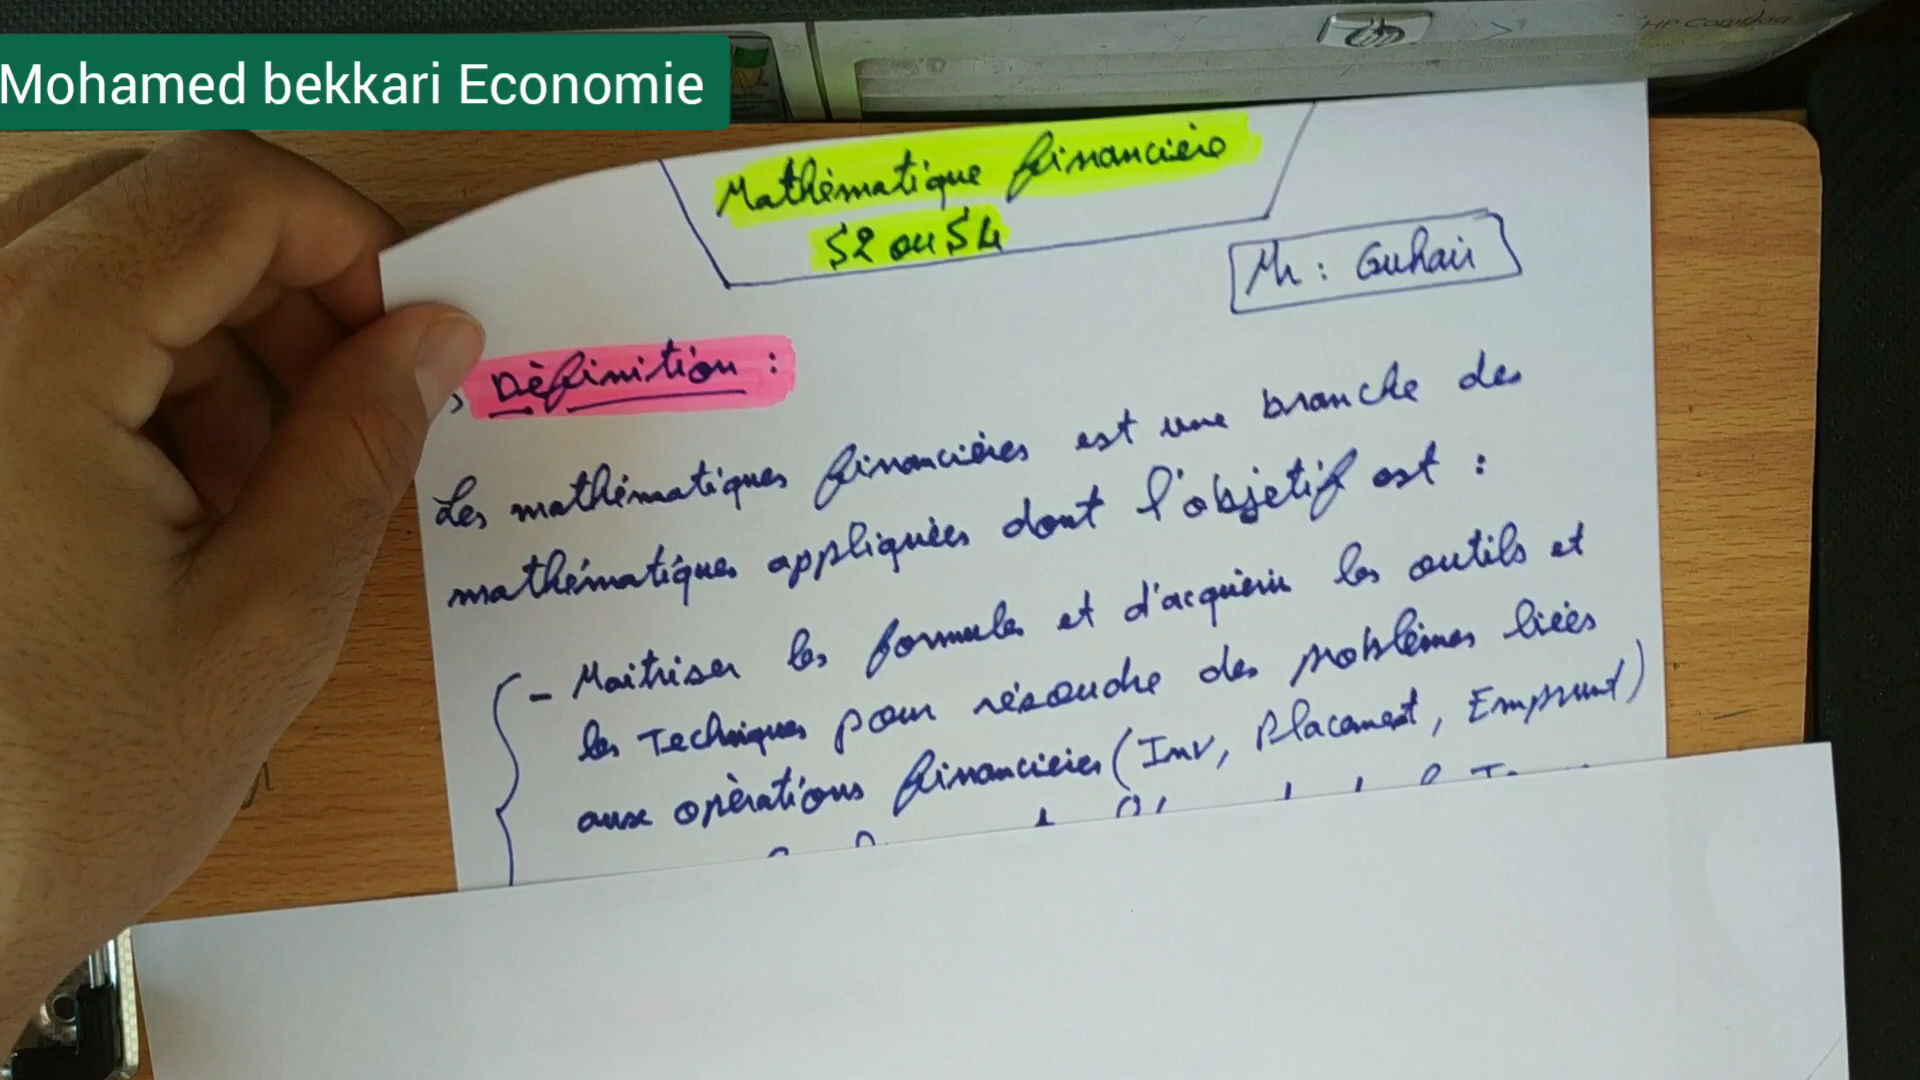 Mohamed bekkari Economie
Mathématique financière
S2 ou S4
Mr : Guhair
Définition :
Les mathématiques financières est une branche des
mathématiques appliquées dont l'objetif est :
- Maitriser les formules et d'acquérir les outils et
les Techniques pour résoudre des problèmes liées
aux opérations financières (Inv, Placement, Emprunt)